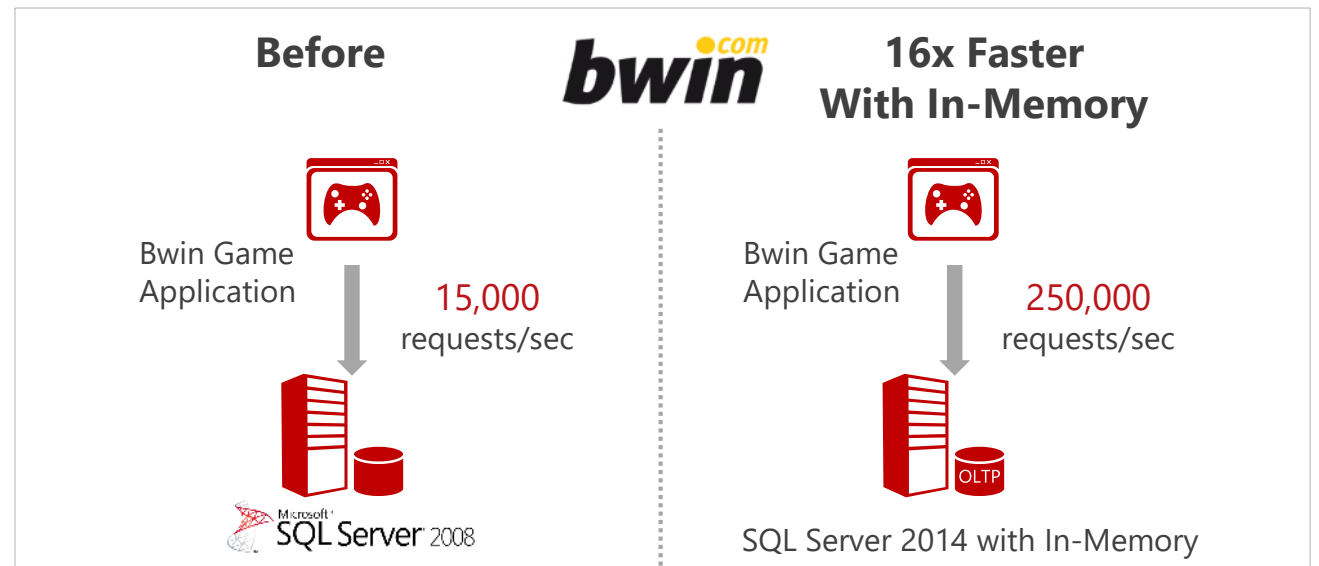 Before
bwin.com
16x Faster
With In-Memory
Bwin Game
Application
15,000
requests/sec
Microsoft®
SQL Server® 2008
Bwin Game
Application
250,000
requests/sec
OLTP
SQL Server 2014 with In-Memory